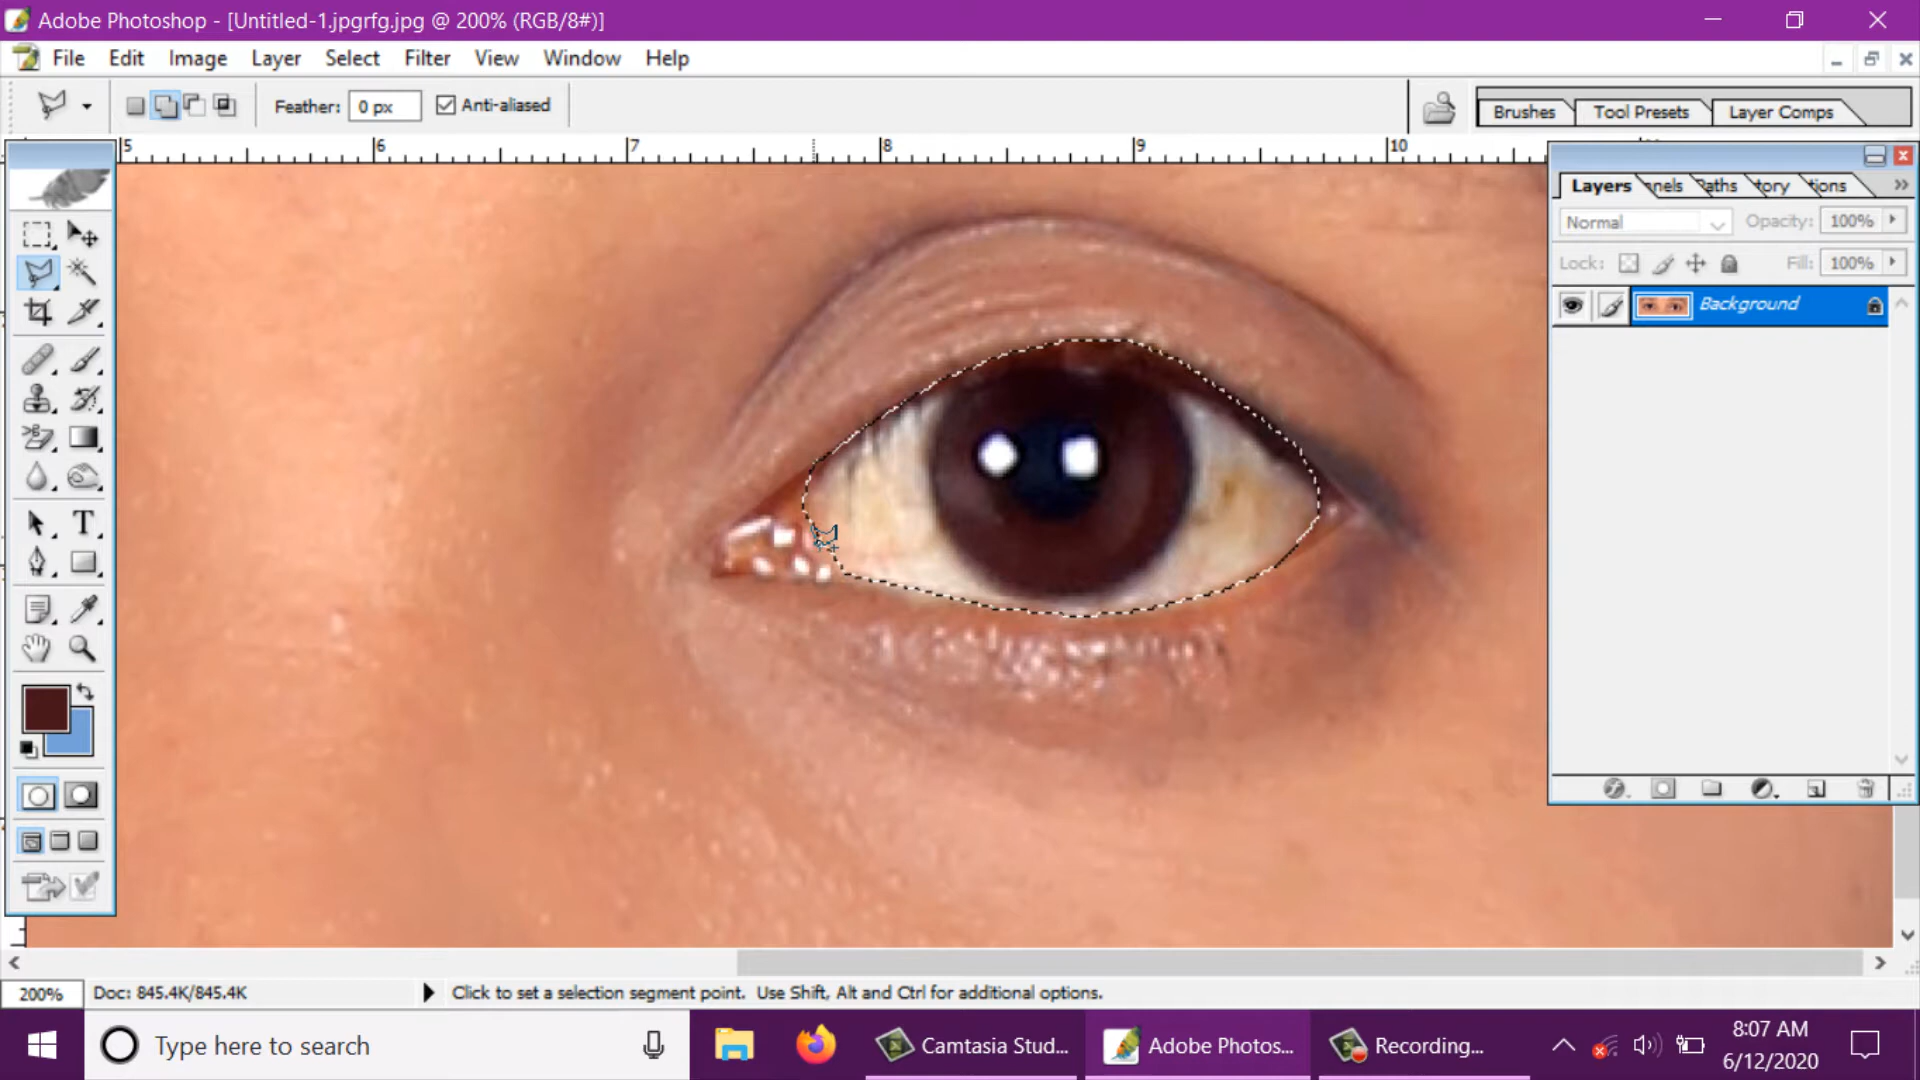 Adobe Photoshop - [Untitled-1.jpgrfg.jpg @ 200% (RGB/8#)]
File Edit Image Layer Select Filter View Window Help
Feather: 0 px Anti-aliased
Brushes Tool Presets Layer Comps
5 6 7 8 9 10
Layers nnels Paths tory tions
Normal Opacity: 100%
Lock: Fill: 100%
Background
T
200% Doc: 845.4K/845.4K Click to set a selection segment point. Use Shift, Alt and Ctrl for additional options.
Type here to search
Camtasia Stud... Adobe Photos... Recording...
8:07 AM
6/12/2020